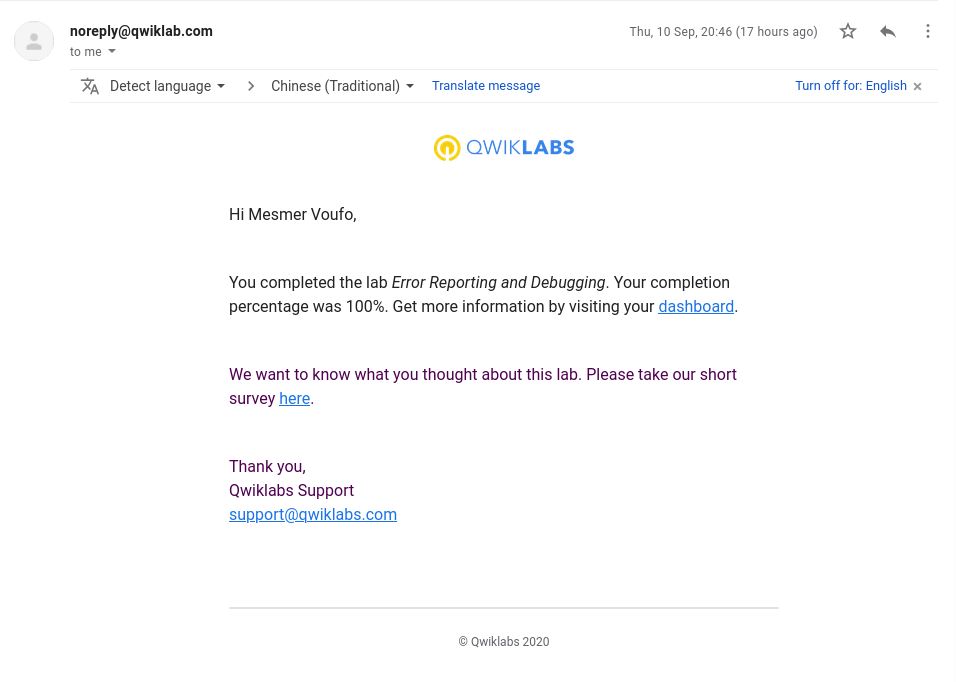 noreply@qwiklab.com
Thu, 10 Sep, 20:46 (17 hours ago)
to me
Detect language
Chinese (Traditional)
Translate message
Turn off for: English
QWIKLABS
Hi Mesmer Voufo,
You completed the lab Error Reporting and Debugging. Your completion
percentage was 100%. Get more information by visiting your dashboard.
We want to know what you thought about this lab. Please take our short
survey here.
Thank you,
Qwiklabs Support
support@qwiklabs.com
© Qwiklabs 2020